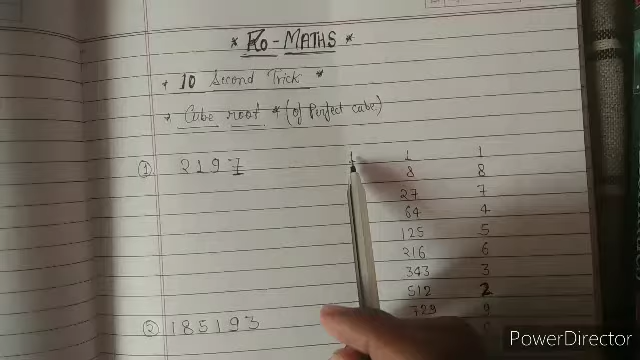 * Ro - MATHS *
* 10 Second Trick *
* Cube root * (of Perfect cube)
① 2197 1 1 1
8 8
27 7
64 4
125 5
216 6
343 3
512 2
729 9
② 185193
PowerDirector